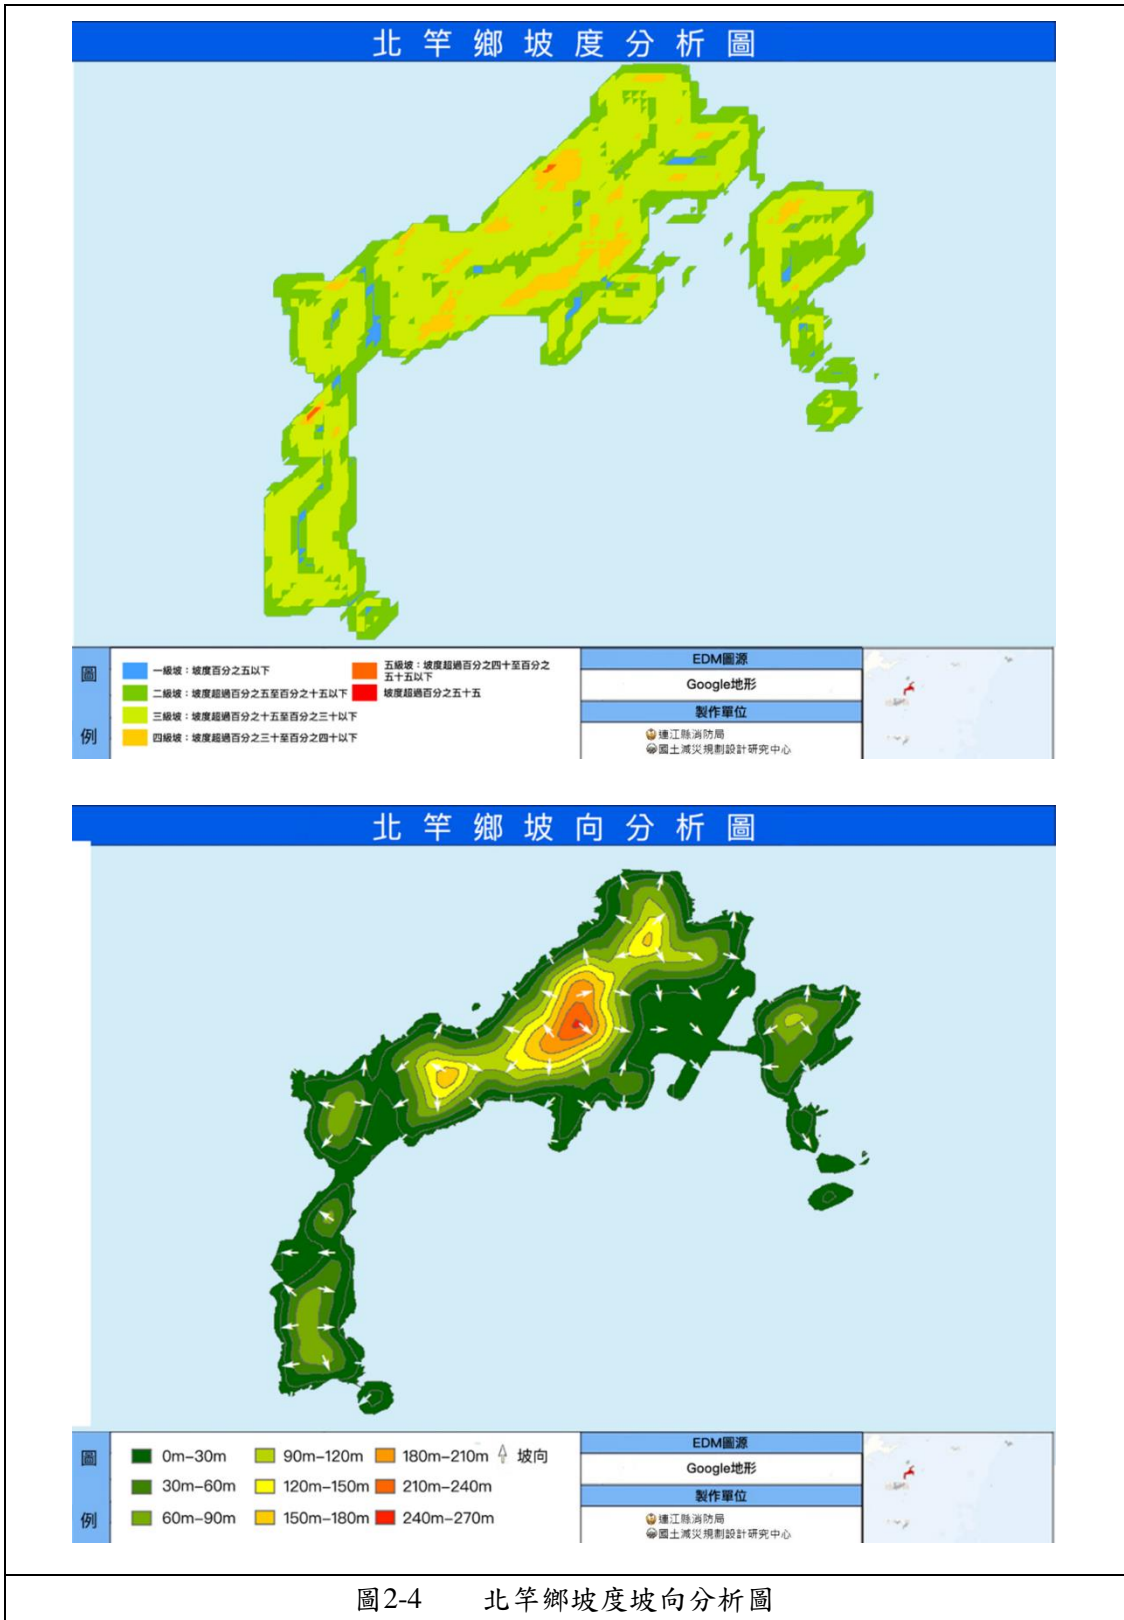 北竿鄉坡度分析圖
圖例
一級坡：坡度百分之五以下
二級坡：坡度超過百分之五至百分之十五以下
三級坡：坡度超過百分之十五至百分之三十以下
四級坡：坡度超過百分之三十至百分之四十以下
五級坡：坡度超過百分之四十至百分之
五十五以下
坡度超過百分之五十五
EDM圖源
Google地形
製作單位
連江縣消防局
國土減災規劃設計研究中心
北竿鄉坡向分析圖
圖例
0m-30m
30m-60m
60m-90m
90m-120m
120m-150m
150m-180m
180m-210m
210m-240m
240m-270m
坡向
EDM圖源
Google地形
製作單位
連江縣消防局
國土減災規劃設計研究中心
圖2-4 北竿鄉坡度坡向分析圖